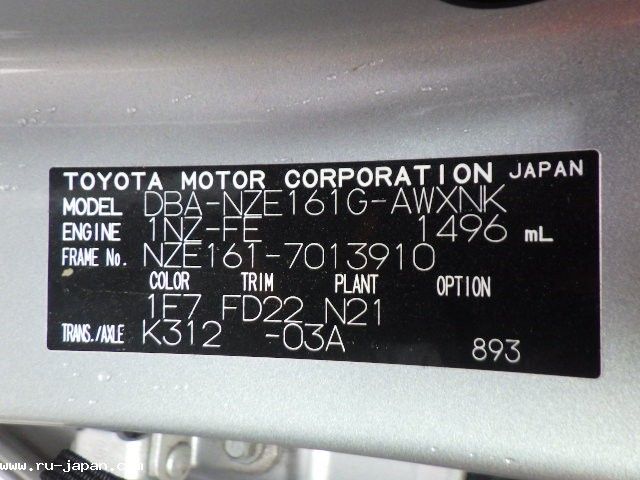 TOYOTA MOTOR CORPORATION JAPAN
MODEL DBA-NZE161G-AWXNK
ENGINE 1NZ-FE 1496 mL
FRAME No. NZE161-7013910
COLOR TRIM PLANT OPTION
1F7 FD22 N21
TRANS./AXLE K312 -03A
893
www.ru-japan.com